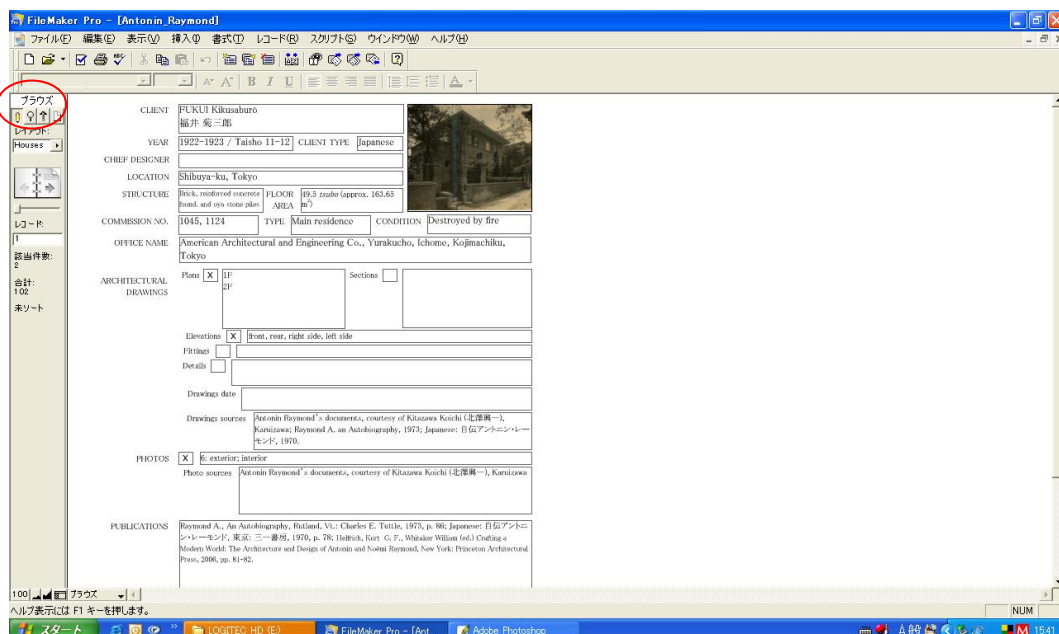 FileMaker Pro - [Antonin_Raymond]
ファイル(F) 編集(E) 表示(V) 挿入(I) 書式(T) レコード(R) スクリプト(S) ウインドウ(W) ヘルプ(H)
ブラウズ
レイアウト:
Houses
レコード:
1
該当件数:
2
合計:
102
未ソート
CLIENT FUKUI Kikusaburō
福井 菊三郎
YEAR 1922-1923 / Taisho 11-12 CLIENT TYPE Japanese
CHIEF DESIGNER
LOCATION Shibuya-ku, Tokyo
STRUCTURE Brick, reinforced concrete found. and oya stone piles
FLOOR AREA 49.5 tsubo (approx. 163.65 m²)
COMMISSION NO. 1045, 1124 TYPE Main residence CONDITION Destroyed by fire
OFFICE NAME American Architectural and Engineering Co., Yurakucho, Ichome, Kojimachiku,
Tokyo
ARCHITECTURAL
DRAWINGS
Plans X 1F
2F
Sections
Elevations X front, rear, right side, left side
Fittings
Details
Drawings date
Drawings sources Antonin Raymond's documents, courtesy of Kitazawa Koichi (北澤興一),
Karuizawa; Raymond A. an Autobiography, 1973; Japanese: 自伝アントニン・レー
モンド, 1970.
PHOTOS X 6: exterior; interior
Photo sources Antonin Raymond's documents, courtesy of Kitazawa Koichi (北澤興一), Karuizawa
PUBLICATIONS Raymond A., An Autobiography, Rutland, Vt.: Charles E. Tuttle, 1973, p. 86; Japanese: 自伝アントニ
ン・レーモンド, 東京: 三一書房, 1970, p. 78; Helfrich, Kurt G. F., Whitaker William (ed.) Crafting a
Modern World: The Architecture and Design of Antonin and Noémi Raymond, New York: Princeton Architectural
Press, 2006, pp. 81-82.
100 ブラウズ
ヘルプ表示には F1 キーを押します。 NUM
スタート LOGITEC HD (E:) FileMaker Pro - [Ant... Adobe Photoshop A 般 15:41